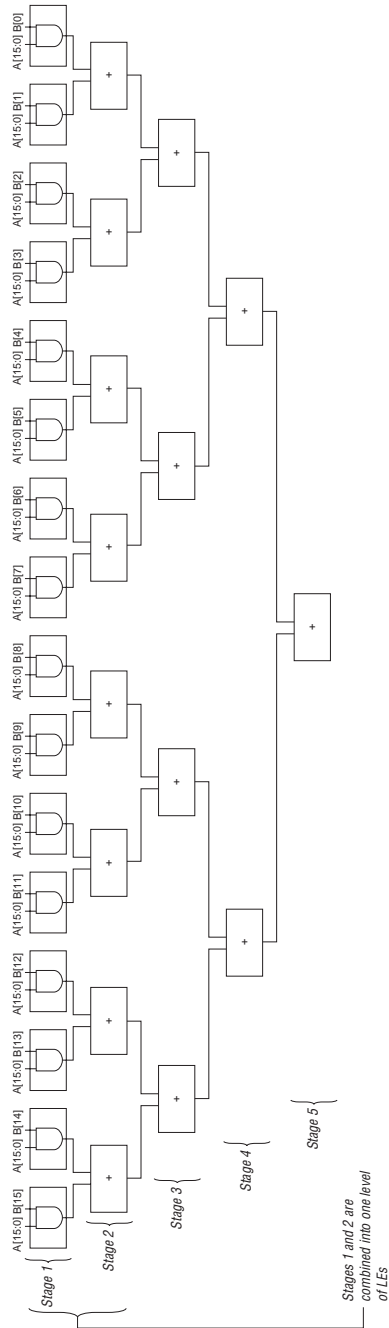 A[15:0] B[15] A[15:0] B[14] A[15:0] B[13] A[15:0] B[12] A[15:0] B[11] A[15:0] B[10] A[15:0] B[9] A[15:0] B[8] A[15:0] B[7] A[15:0] B[6] A[15:0] B[5] A[15:0] B[4] A[15:0] B[3] A[15:0] B[2] A[15:0] B[1] A[15:0] B[0]
Stage 1
Stage 2 + + + + + + + +
Stage 3 + + + +
Stage 4 + +
Stage 5 +
Stages 1 and 2 are
combined into one level
of LEs